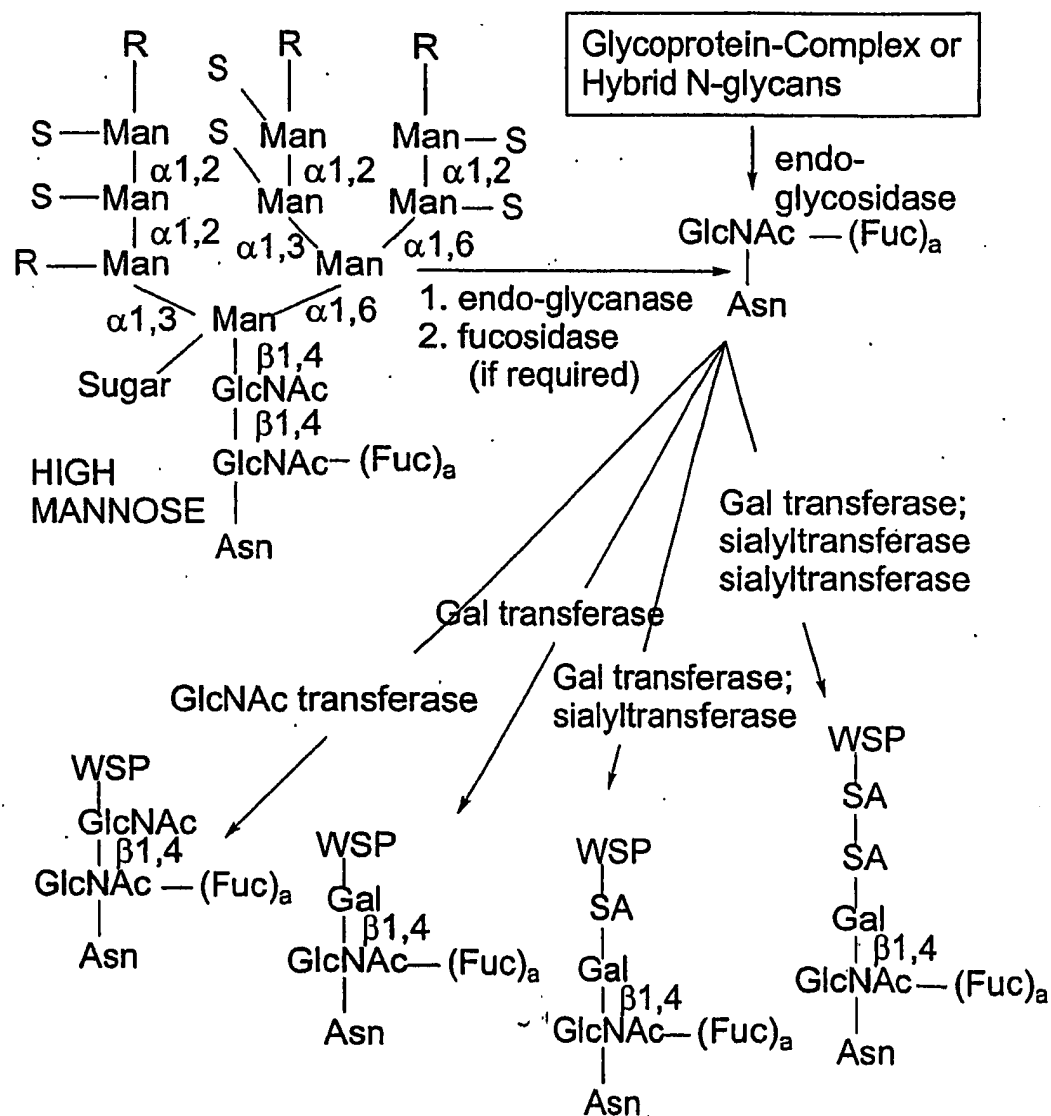 R
R
R
S
Glycoprotein-Complex or
Hybrid N-glycans
S—Man
S
Man
Man—S
α1,2
α1,2
α1,2
endo-
glycosidase
S—Man
Man
Man—S
α1,2
α1,3
α1,6
GlcNAc—(Fuc)a
R—Man
Man
Asn
α1,3
Man
α1,6
1. endo-glycanase
2. fucosidase
(if required)
β1,4
Sugar
GlcNAc
β1,4
GlcNAc—(Fuc)a
HIGH
MANNOSE
Asn
Gal transferase;
sialyltransferase
sialyltransferase
Gal transferase
Gal transferase;
sialyltransferase
GlcNAc transferase
WSP
GlcNAc
β1,4
GlcNAc—(Fuc)a
Asn
WSP
Gal
β1,4
GlcNAc—(Fuc)a
Asn
WSP
SA
Gal
β1,4
GlcNAc—(Fuc)a
Asn
WSP
SA
SA
Gal
β1,4
GlcNAc—(Fuc)a
Asn